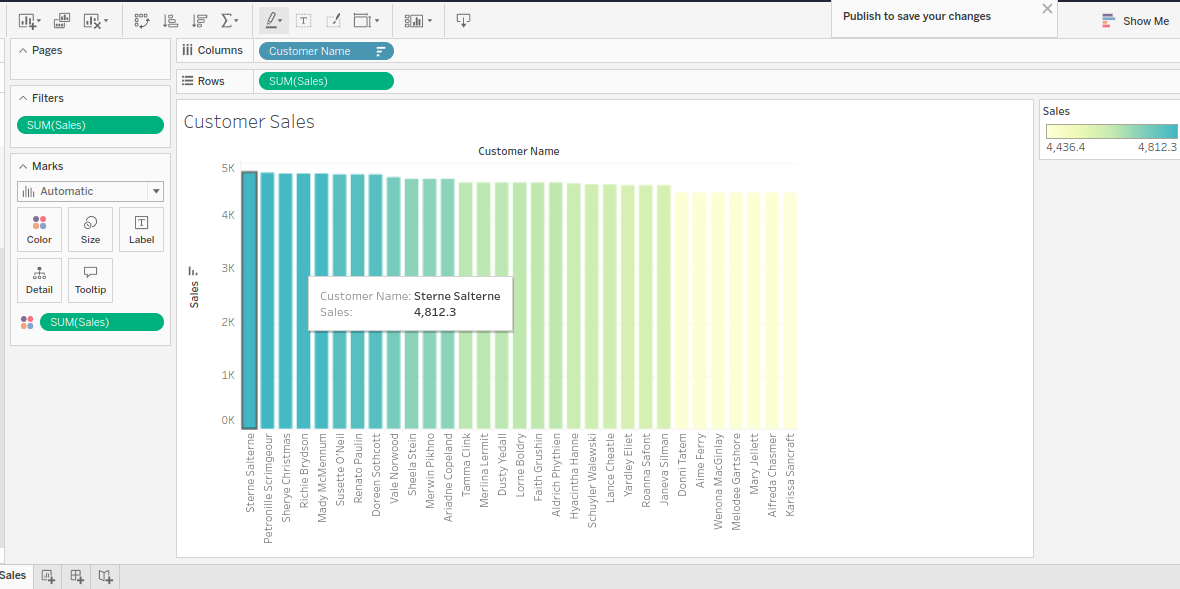 Publish to save your changes
Show Me
Pages
Columns
Customer Name
Rows
SUM(Sales)
Filters
SUM(Sales)
Marks
Automatic
Color
Size
Label
Detail
Tooltip
SUM(Sales)
Customer Sales
Customer Name
5K
4K
3K
2K
1K
0K
Sales
Customer Name: Sterne Salterne
Sales: 4,812.3
Sterne Salterne
Petronille Scrimgeour
Sherye Christmas
Richie Brydson
Mady McMennum
Susette O'Neil
Renato Paulin
Doreen Sothcott
Vale Norwood
Sheela Stein
Merwin Pikhno
Ariadne Copeland
Tamma Clink
Merlina Lermit
Dusty Yedall
Lorne Boldry
Faith Grushin
Aldrich Phythien
Hyacintha Hanne
Schuyler Walewski
Lance Cheatle
Yardley Eliet
Roanna Safont
Janeva Silman
Donni Tatem
Aime Ferry
Wenona MacGinlay
Melodee Gartshore
Mary Jellett
Alfreda Chasmer
Karissa Sancraft
Sales
4,436.4 4,812.3
Sales